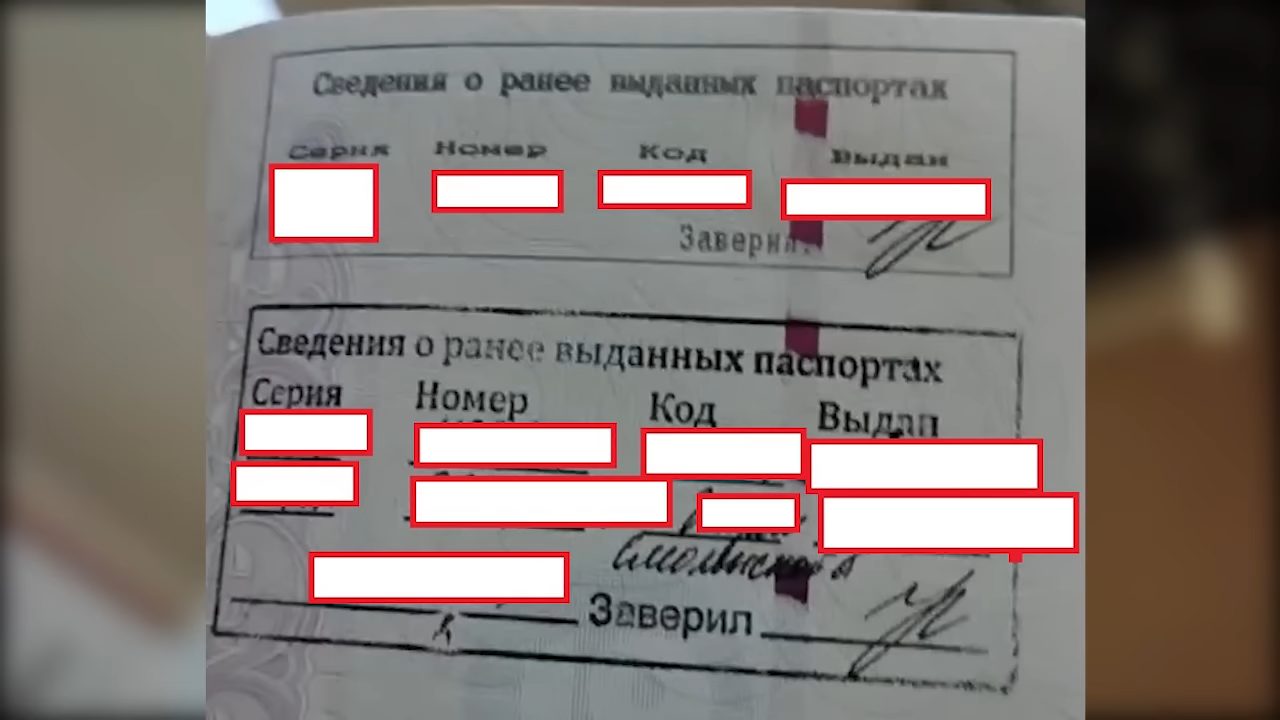 Сведения о ранее выданных паспортах
Серия Номер Код Выдан
Заверил:
Сведения о ранее выданных паспортах
Серия Номер Код Выдан
Заверил